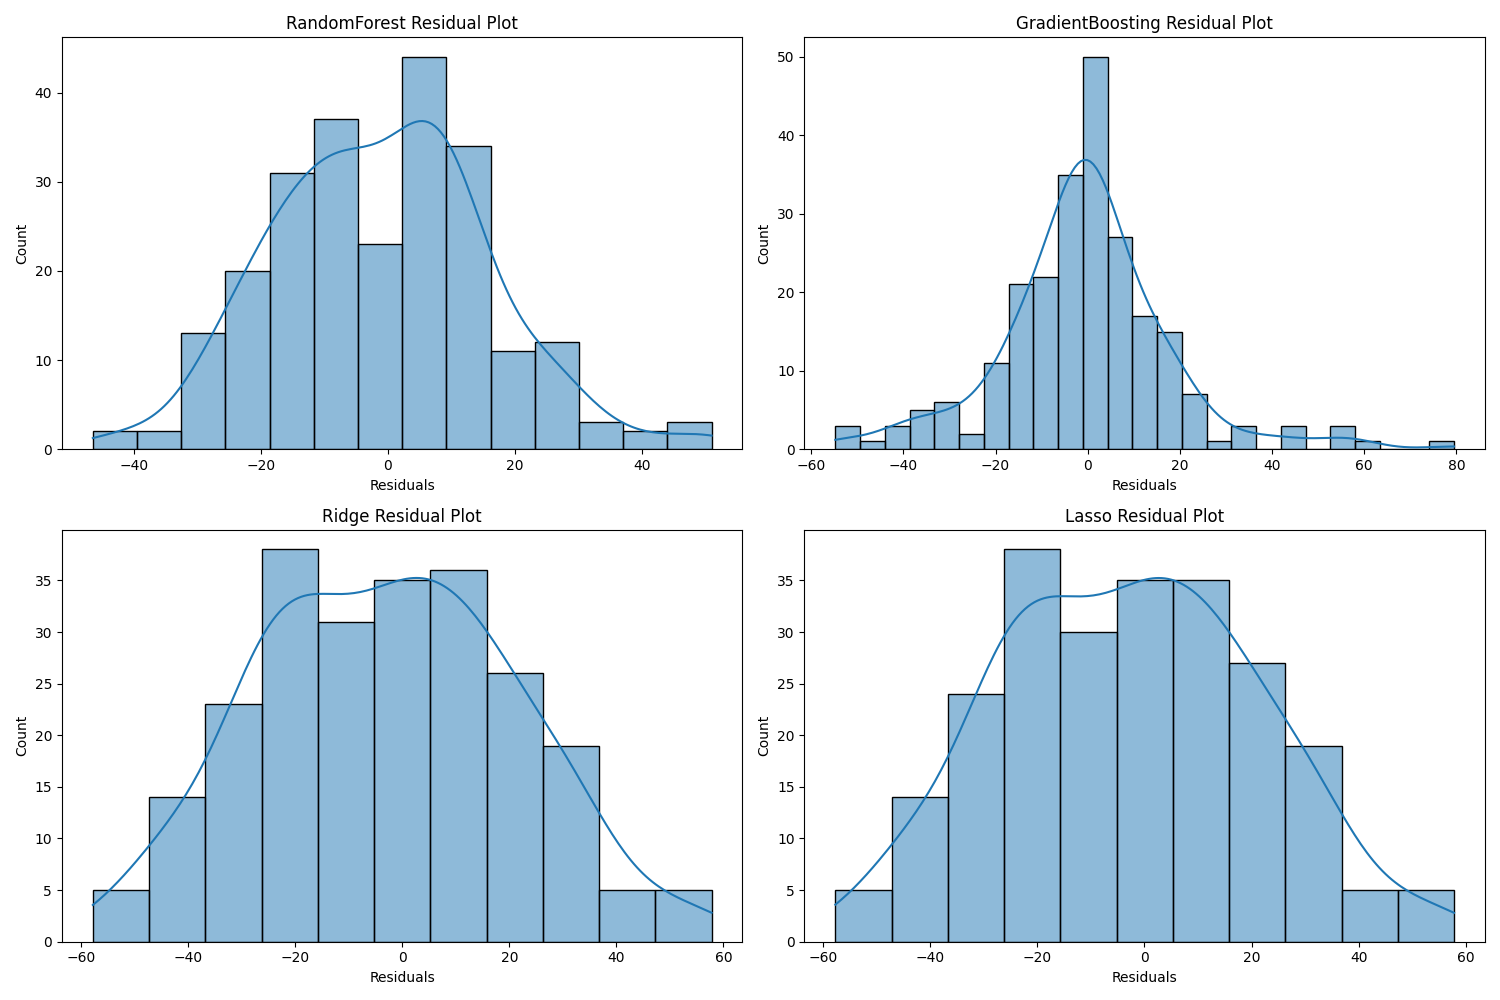 RandomForest Residual Plot
Count
40
30
20
10
0
−40 −20 0 20 40
Residuals
GradientBoosting Residual Plot
Count
50
40
30
20
10
0
−60 −40 −20 0 20 40 60 80
Residuals
Ridge Residual Plot
Count
35
30
25
20
15
10
5
0
−60 −40 −20 0 20 40 60
Residuals
Lasso Residual Plot
Count
35
30
25
20
15
10
5
0
−60 −40 −20 0 20 40 60
Residuals